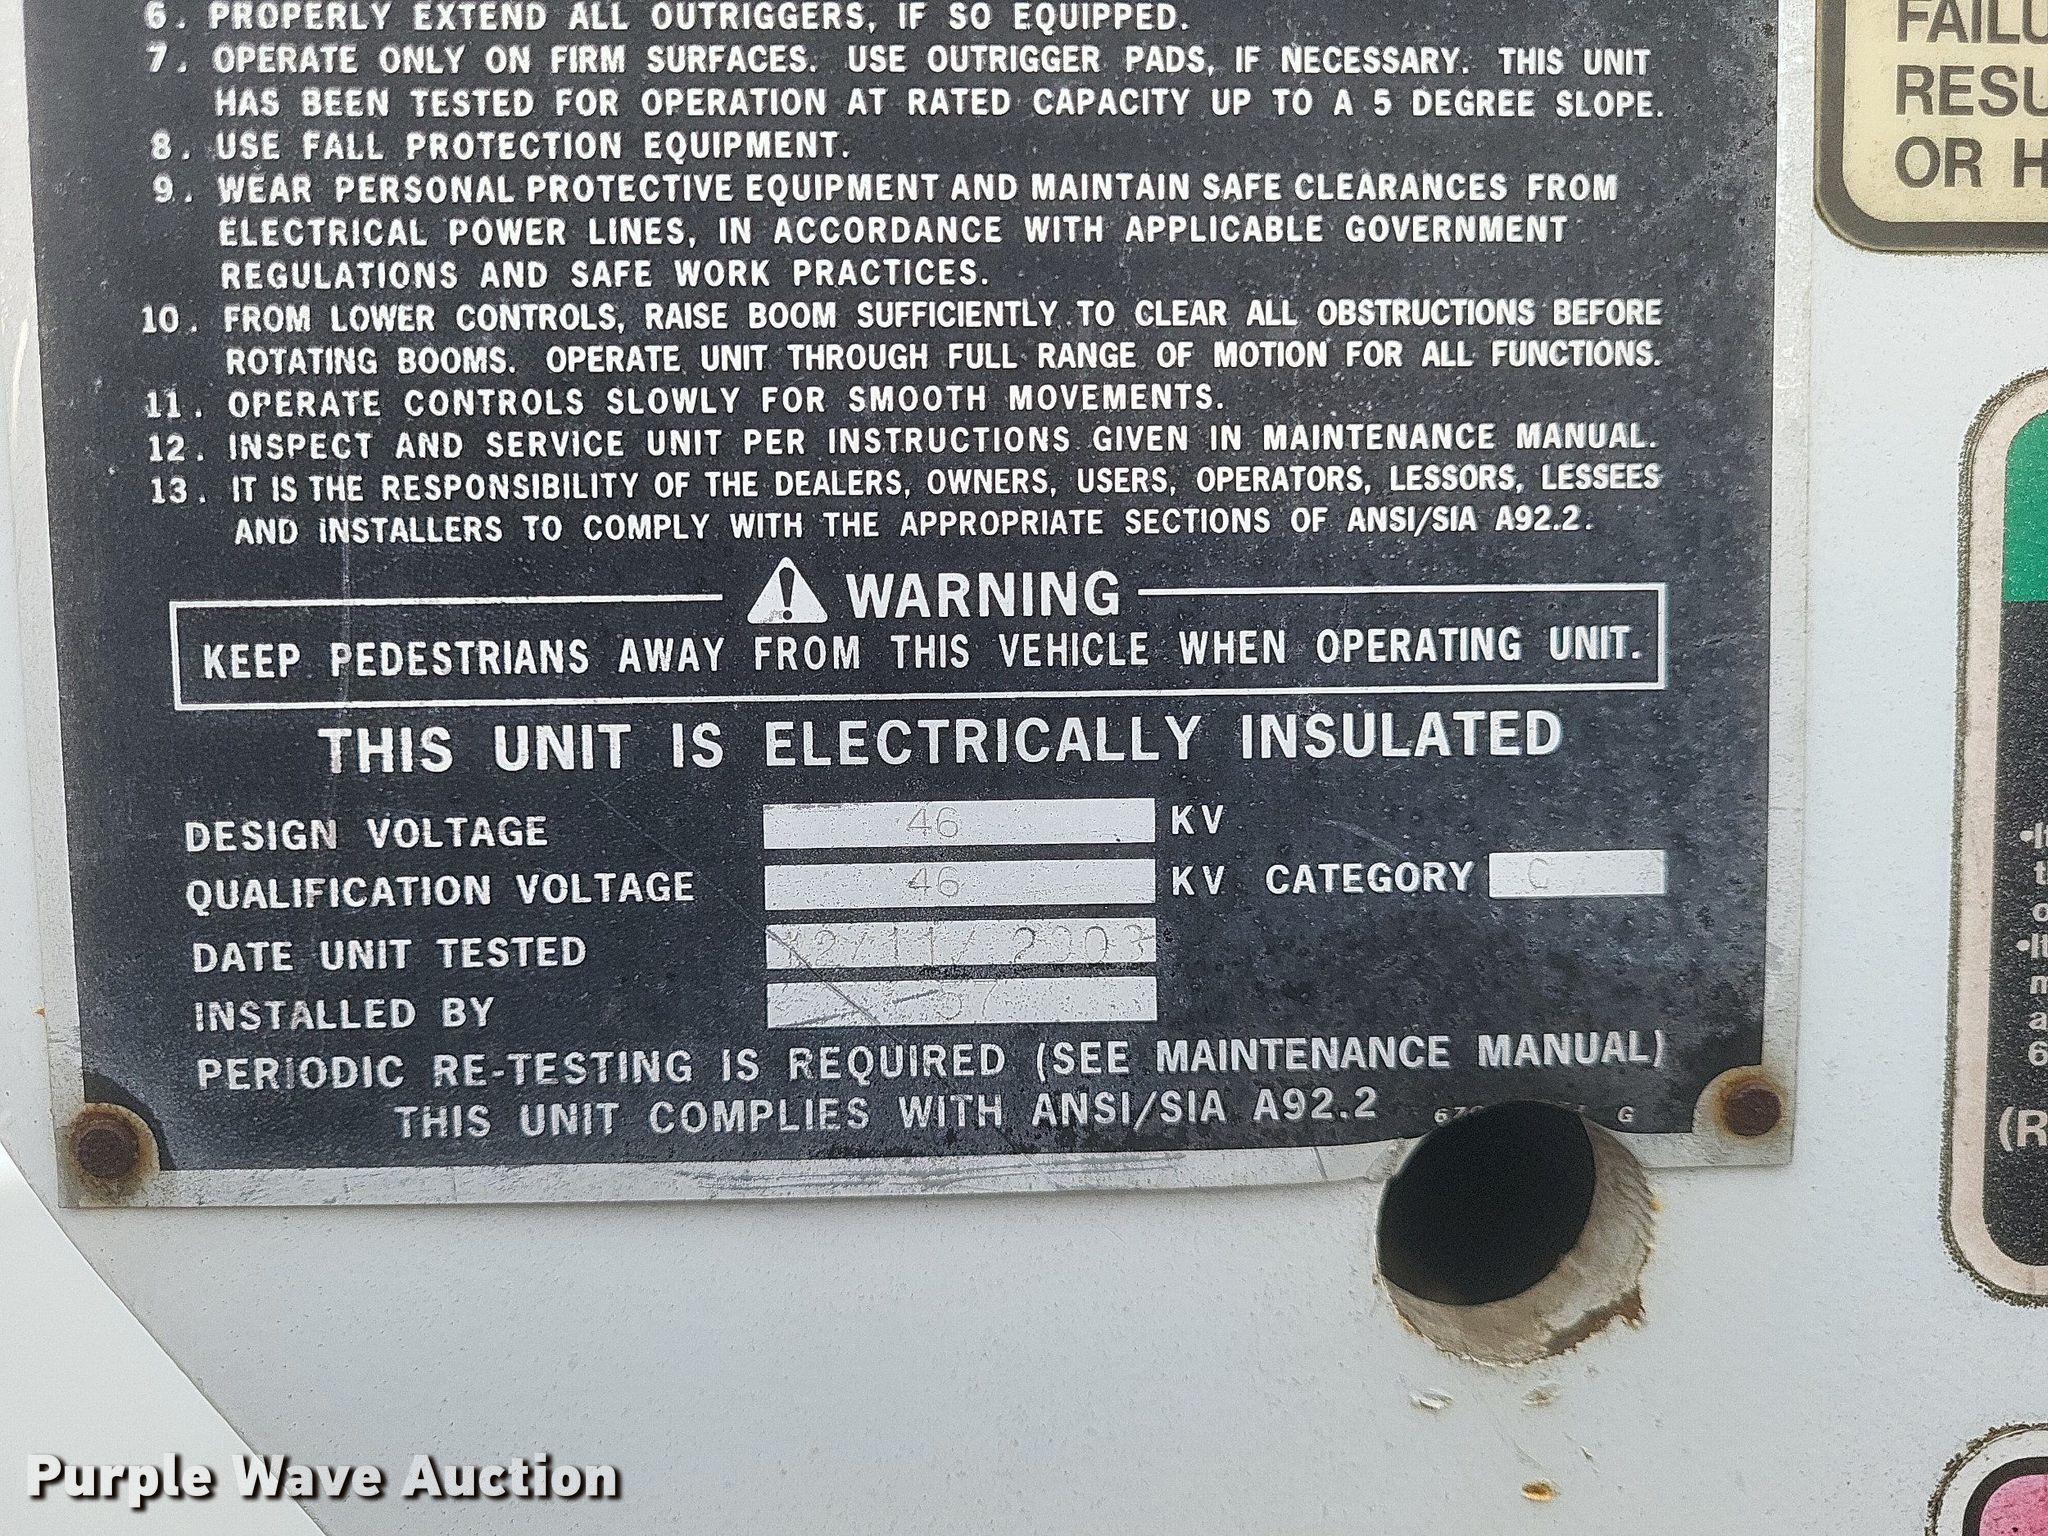 6. PROPERLY EXTEND ALL OUTRIGGERS, IF SO EQUIPPED.
7. OPERATE ONLY ON FIRM SURFACES. USE OUTRIGGER PADS, IF NECESSARY. THIS UNIT
HAS BEEN TESTED FOR OPERATION AT RATED CAPACITY UP TO A 5 DEGREE SLOPE.
8. USE FALL PROTECTION EQUIPMENT.
9. WEAR PERSONAL PROTECTIVE EQUIPMENT AND MAINTAIN SAFE CLEARANCES FROM
ELECTRICAL POWER LINES, IN ACCORDANCE WITH APPLICABLE GOVERNMENT
REGULATIONS AND SAFE WORK PRACTICES.
10. FROM LOWER CONTROLS, RAISE BOOM SUFFICIENTLY TO CLEAR ALL OBSTRUCTIONS BEFORE
ROTATING BOOMS. OPERATE UNIT THROUGH FULL RANGE OF MOTION FOR ALL FUNCTIONS.
11. OPERATE CONTROLS SLOWLY FOR SMOOTH MOVEMENTS.
12. INSPECT AND SERVICE UNIT PER INSTRUCTIONS GIVEN IN MAINTENANCE MANUAL.
13. IT IS THE RESPONSIBILITY OF THE DEALERS, OWNERS, USERS, OPERATORS, LESSORS, LESSEES
AND INSTALLERS TO COMPLY WITH THE APPROPRIATE SECTIONS OF ANSI/SIA A92.2.
WARNING
KEEP PEDESTRIANS AWAY FROM THIS VEHICLE WHEN OPERATING UNIT.
THIS UNIT IS ELECTRICALLY INSULATED
DESIGN VOLTAGE 46 KV
QUALIFICATION VOLTAGE 46 KV CATEGORY C
DATE UNIT TESTED 12/11/2003
INSTALLED BY 57
PERIODIC RE-TESTING IS REQUIRED (SEE MAINTENANCE MANUAL)
THIS UNIT COMPLIES WITH ANSI/SIA A92.2
G
OR
Purple Wave Auction